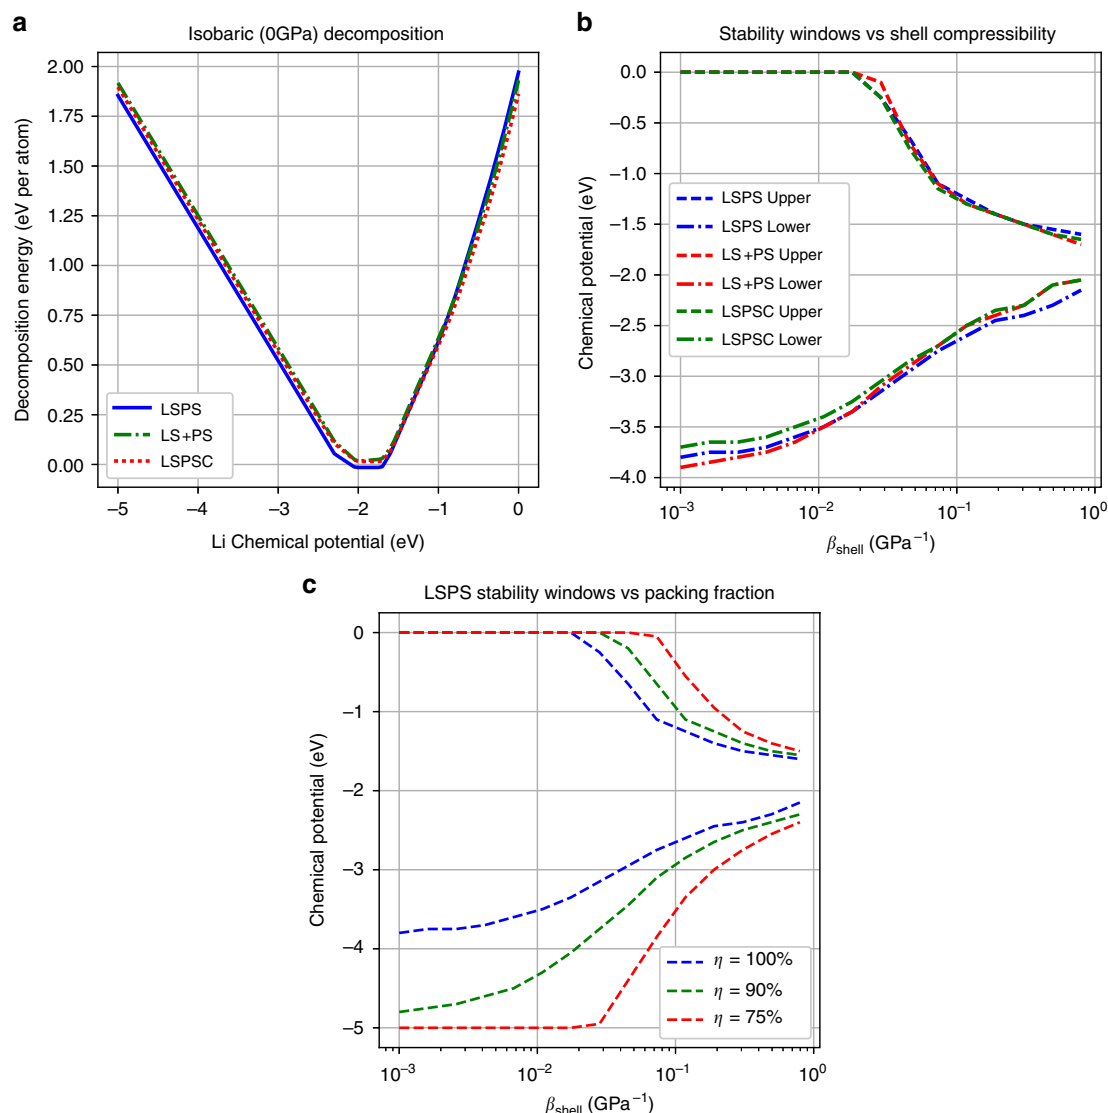 a
Isobaric (0GPa) decomposition
2.00
1.75
1.50
1.25
1.00
0.75
0.50
0.25
0.00
Decomposition energy (eV per atom)
LSPS
LS+PS
LSPSC
−5
−4
−3
−2
−1
0
Li Chemical potential (eV)
b
Stability windows vs shell compressibility
0.0
−0.5
−1.0
−1.5
−2.0
−2.5
−3.0
−3.5
−4.0
Chemical potential (eV)
LSPS Upper
LSPS Lower
LS+PS Upper
LS+PS Lower
LSPSC Upper
LSPSC Lower
10⁻³
10⁻²
10⁻¹
10⁰
βshell (GPa⁻¹)
c
LSPS stability windows vs packing fraction
0
−1
−2
−3
−4
−5
Chemical potential (eV)
η = 100%
η = 90%
η = 75%
10⁻³
10⁻²
10⁻¹
10⁰
βshell (GPa⁻¹)